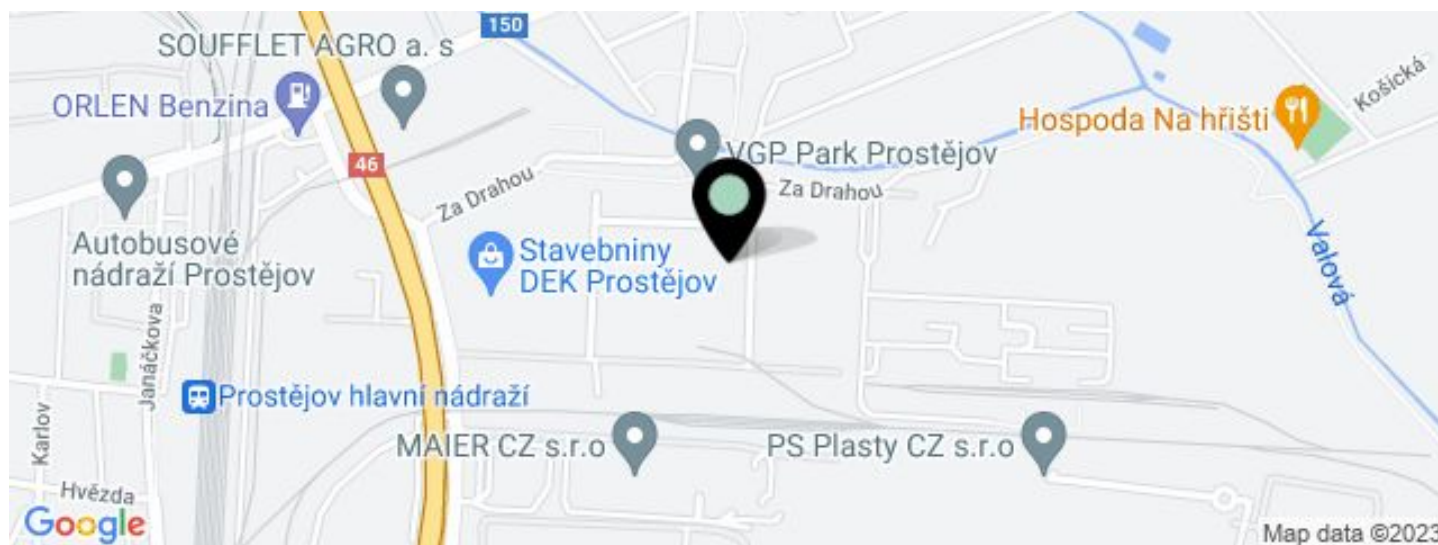 150
SOUFFLET AGRO a. s
ORLEN Benzina
Košická
Hospoda Na hřišti
46
VGP Park Prostějov
Za Drahou
Za Drahou
Autobusové
nádraží Prostějov
Stavebniny
DEK Prostějov
Valová
Janáčkova
Prostějov hlavní nádraží
Karlov
MAIER CZ s.r.o
PS Plasty CZ s.r.o
Hvězda
Google
Map data ©2023